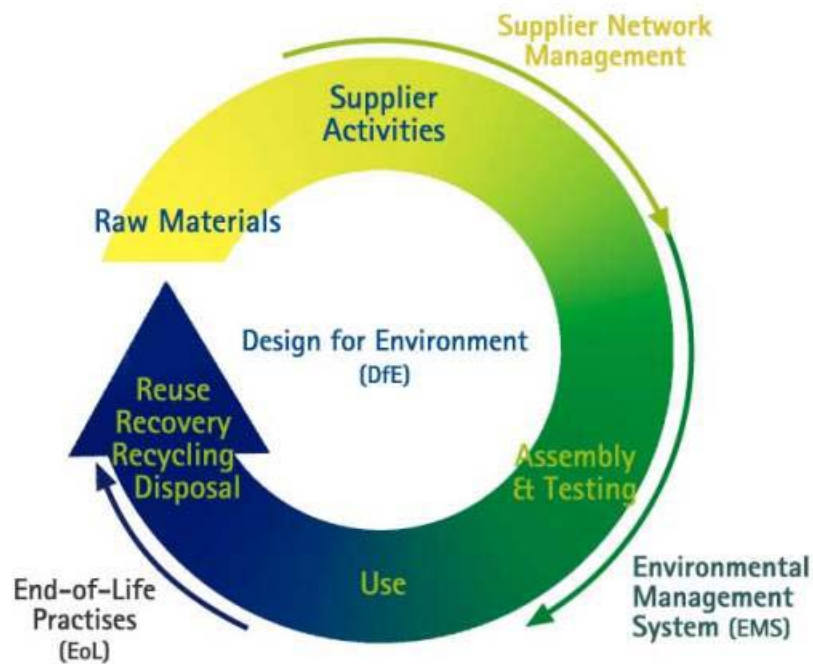 Supplier Network
Management
Supplier
Activities
Raw Materials
Design for Environment
(DfE)
Reuse
Recovery
Recycling
Disposal
Assembly
& Testing
Use
End-of-Life
Practises
(EoL)
Environmental
Management
System (EMS)